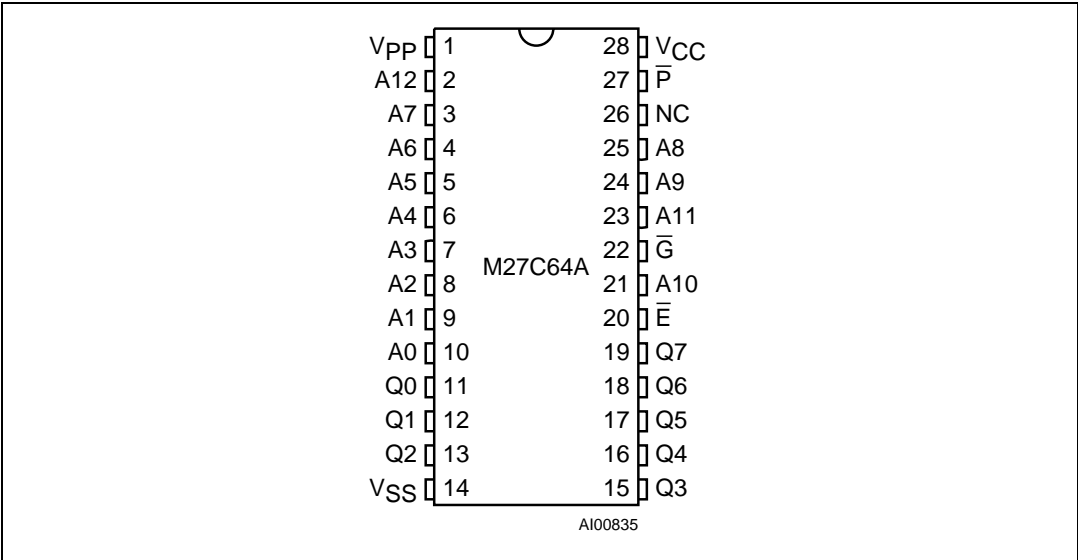 VPP 1 28 VCC
A12 2 27 P̅
A7 3 26 NC
A6 4 25 A8
A5 5 24 A9
A4 6 23 A11
A3 7 22 G̅
M27C64A
A2 8 21 A10
A1 9 20 E̅
A0 10 19 Q7
Q0 11 18 Q6
Q1 12 17 Q5
Q2 13 16 Q4
VSS 14 15 Q3
AI00835